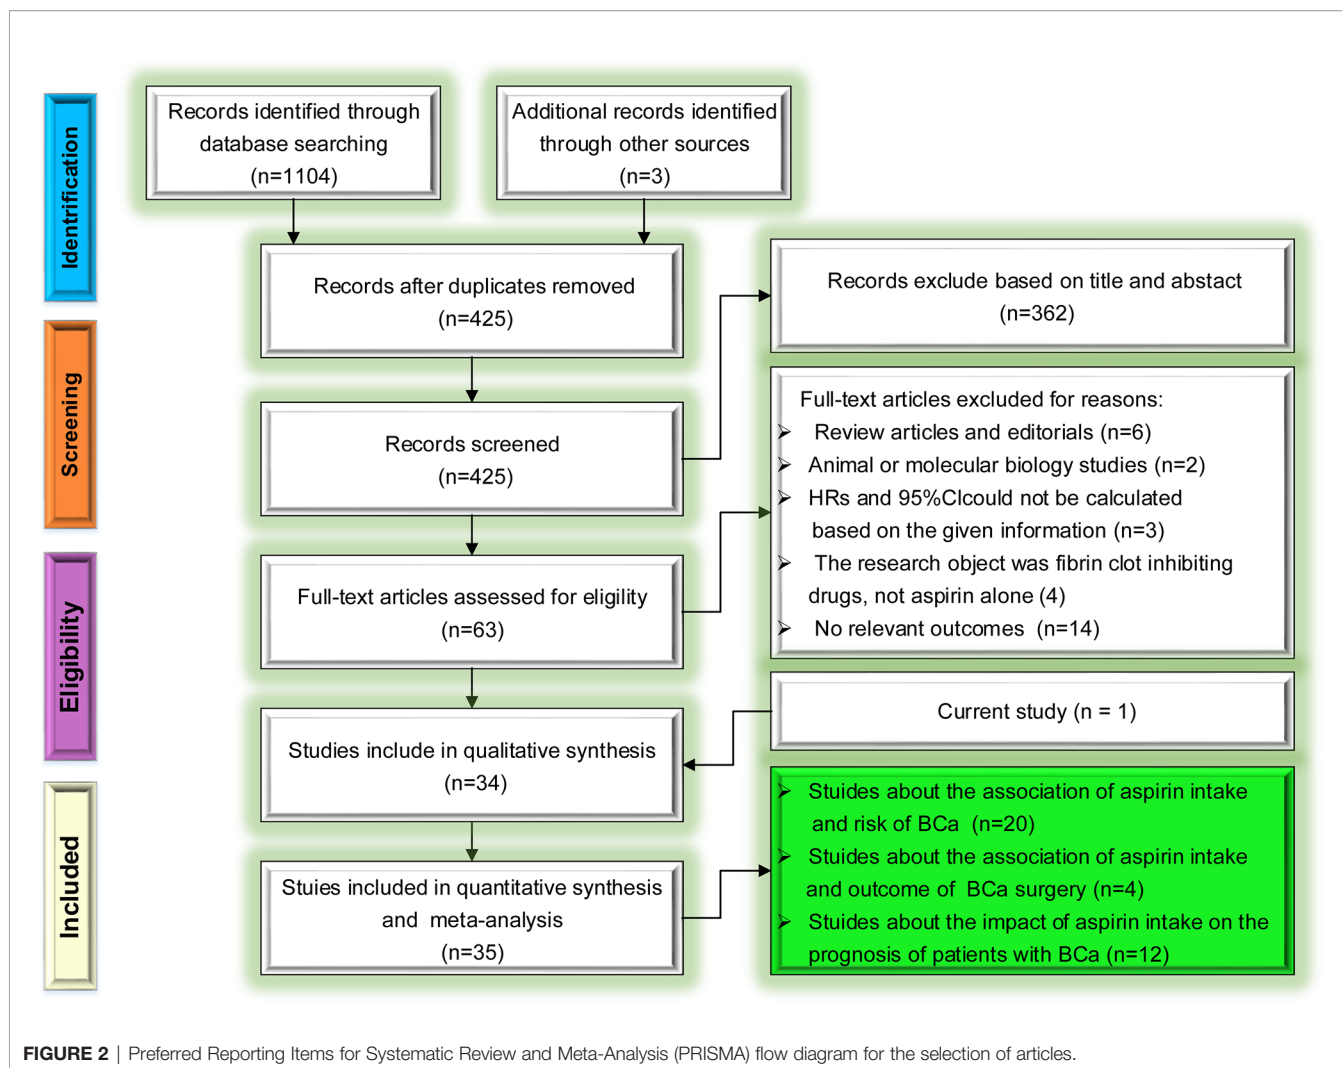 Identrification
Screening
Eligibility
Included
Records identified through
database searching
(n=1104)
Additional records identified
through other sources
(n=3)
Records after duplicates removed
(n=425)
Records exclude based on title and abstact
(n=362)
Records screened
(n=425)
Full-text articles excluded for reasons:
➢ Review articles and editorials (n=6)
➢ Animal or molecular biology studies (n=2)
➢ HRs and 95%CIcould not be calculated
based on the given information (n=3)
➢ The research object was fibrin clot inhibiting
drugs, not aspirin alone (4)
➢ No relevant outcomes (n=14)
Full-text articles assessed for eligility
(n=63)
Current study (n = 1)
Studies include in qualitative synthesis
(n=34)
Stuies included in quantitative synthesis
and meta-analysis
(n=35)
➢ Stuides about the association of aspirin intake
and risk of BCa (n=20)
➢ Stuides about the association of aspirin intake
and outcome of BCa surgery (n=4)
➢ Stuides about the impact of aspirin intake on the
prognosis of patients with BCa (n=12)
FIGURE 2 | Preferred Reporting Items for Systematic Review and Meta-Analysis (PRISMA) flow diagram for the selection of articles.